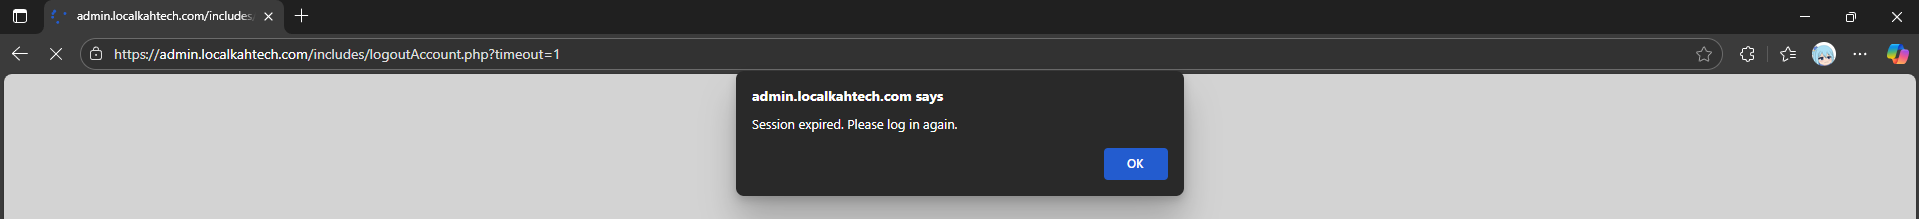 admin.localkahtech.com/includes/
https://admin.localkahtech.com/includes/logoutAccount.php?timeout=1
admin.localkahtech.com says
Session expired. Please log in again.
OK